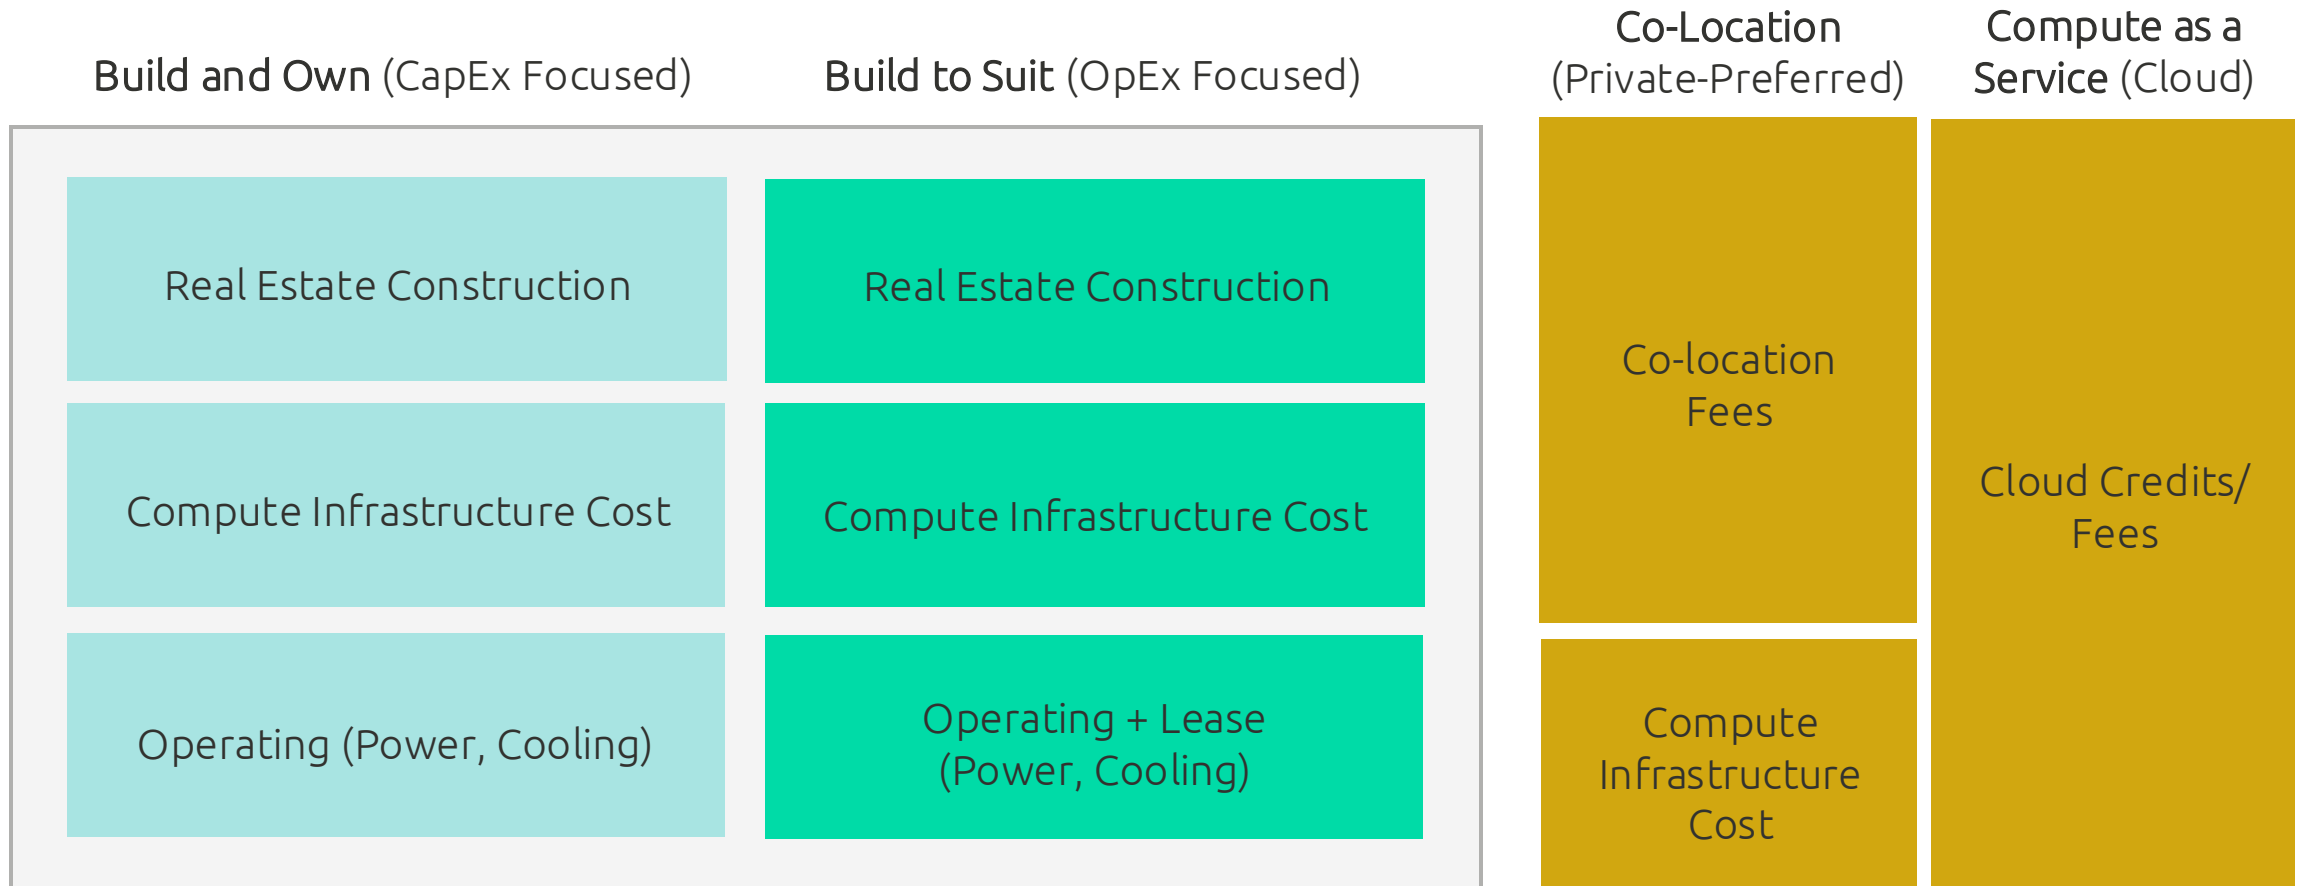 Build and Own (CapEx Focused)
Build to Suit (OpEx Focused)
Co-Location
(Private-Preferred)
Compute as a
Service (Cloud)
Real Estate Construction
Compute Infrastructure Cost
Operating (Power, Cooling)
Real Estate Construction
Compute Infrastructure Cost
Operating + Lease
(Power, Cooling)
Co-location
Fees
Compute
Infrastructure
Cost
Cloud Credits/
Fees